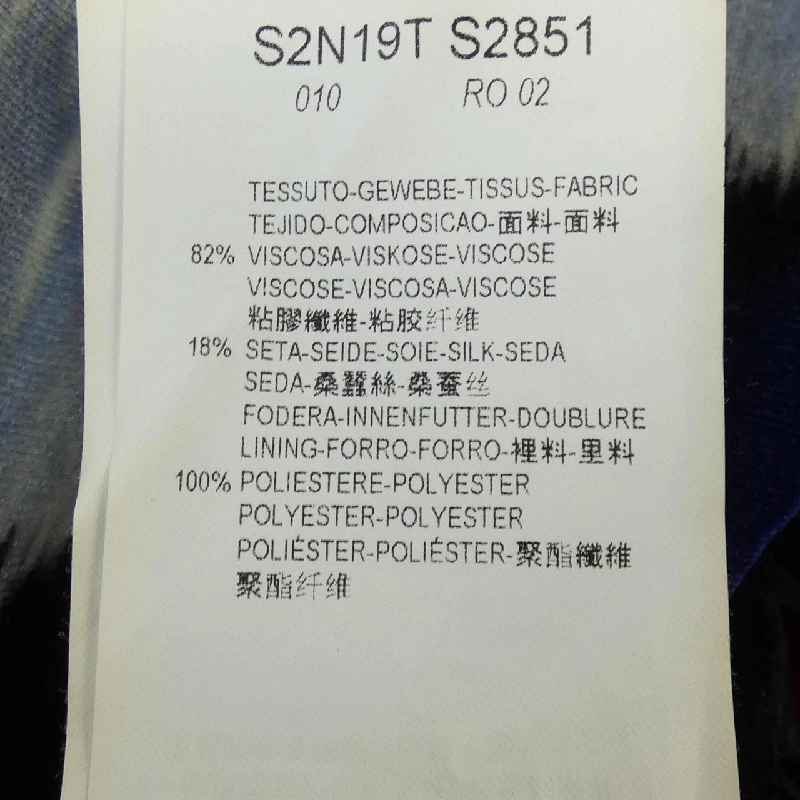 S2N19T S2851
010 RO 02
TESSUTO-GEWEBE-TISSUS-FABRIC
TEJIDO-COMPOSICAO-面料-面料
82% VISCOSA-VISKOSE-VISCOSE
VISCOSE-VISCOSA-VISCOSE
粘膠纖維-粘胶纤维
18% SETA-SEIDE-SOIE-SILK-SEDA
SEDA-桑蠶絲-桑蚕丝
FODERA-INNENFUTTER-DOUBLURE
LINING-FORRO-FORRO-裡料-里料
100% POLIESTERE-POLYESTER
POLYESTER-POLYESTER
POLIÉSTER-POLIÉSTER-聚酯纖維
聚酯纤维